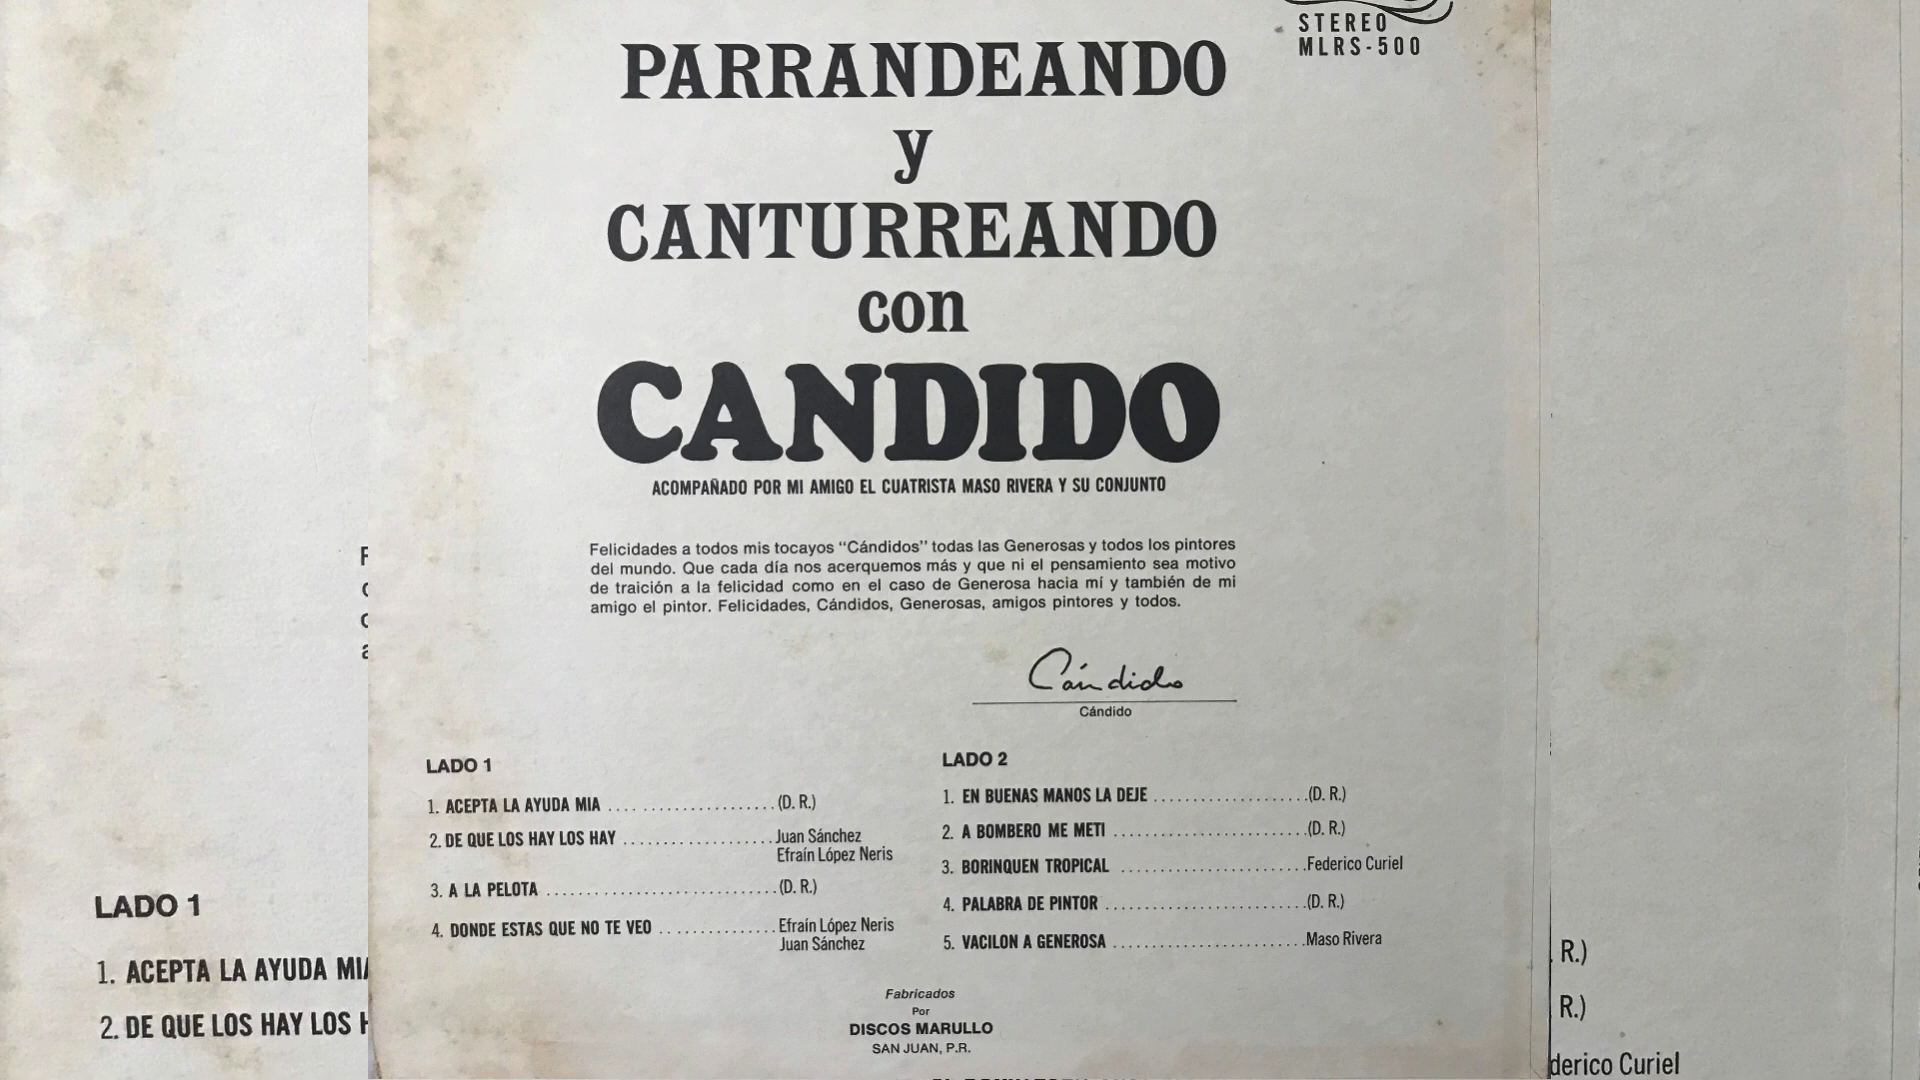 STEREO
MLRS-500
PARRANDEANDO
y
CANTURREANDO
con
CANDIDO
ACOMPAÑADO POR MI AMIGO EL CUATRISTA MASO RIVERA Y SU CONJUNTO
Felicidades a todos mis tocayos “Cándidos” todas las Generosas y todos los pintores
del mundo. Que cada día nos acerquemos más y que ni el pensamiento sea motivo
de traición a la felicidad como en el caso de Generosa hacia mí y también de mi
amigo el pintor. Felicidades, Cándidos, Generosas, amigos pintores y todos.
Cándido
Cándido
LADO 1
1. ACEPTA LA AYUDA MIA ..................... (D. R.)
2. DE QUE LOS HAY LOS HAY ................... Juan Sánchez
Efraín López Neris
3. A LA PELOTA ............................. (D. R.)
4. DONDE ESTAS QUE NO TE VEO .............. Efraín López Neris
Juan Sánchez
LADO 2
1. EN BUENAS MANOS LA DEJE .................... (D. R.)
2. A BOMBERO ME METI ......................... (D. R.)
3. BORINQUEN TROPICAL ........................ Federico Curiel
4. PALABRA DE PINTOR .......................... (D. R.)
5. VACILON A GENEROSA ......................... Maso Rivera
Fabricados
Por
DISCOS MARULLO
SAN JUAN, P.R.
LADO 1
1. ACEPTA LA AYUDA MIA
2. DE QUE LOS HAY LOS H
R.)
R.)
derico Curiel